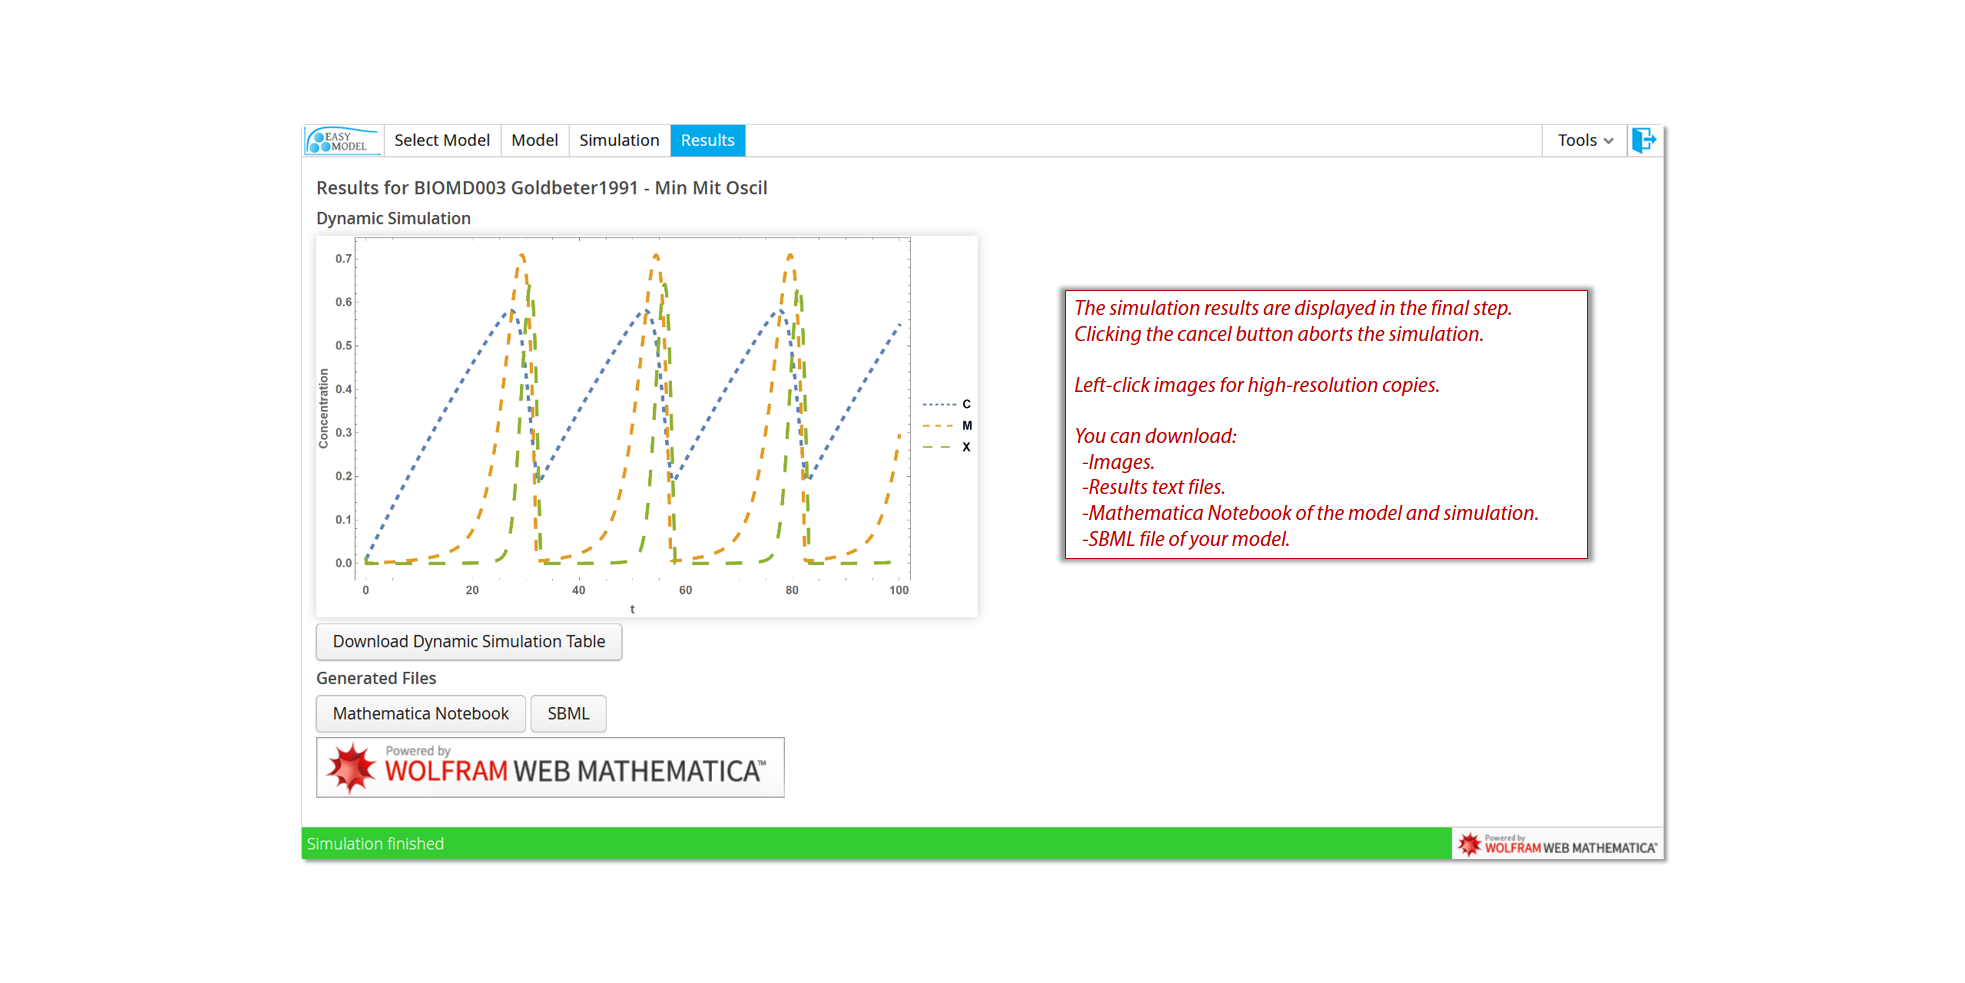 EASY
MODEL
Select Model
Model
Simulation
Results
Tools
Results for BIOMD003 Goldbeter1991 - Min Mit Oscil
Dynamic Simulation
0.7
0.6
0.5
0.4
0.3
0.2
0.1
0.0
Concentration
0
20
40
60
80
100
t
C
M
X
The simulation results are displayed in the final step.
Clicking the cancel button aborts the simulation.
Left-click images for high-resolution copies.
You can download:
-Images.
-Results text files.
-Mathematica Notebook of the model and simulation.
-SBML file of your model.
Download Dynamic Simulation Table
Generated Files
Mathematica Notebook
SBML
Powered by
WOLFRAM WEB MATHEMATICA™
Simulation finished
Powered by
WOLFRAM WEB MATHEMATICA™